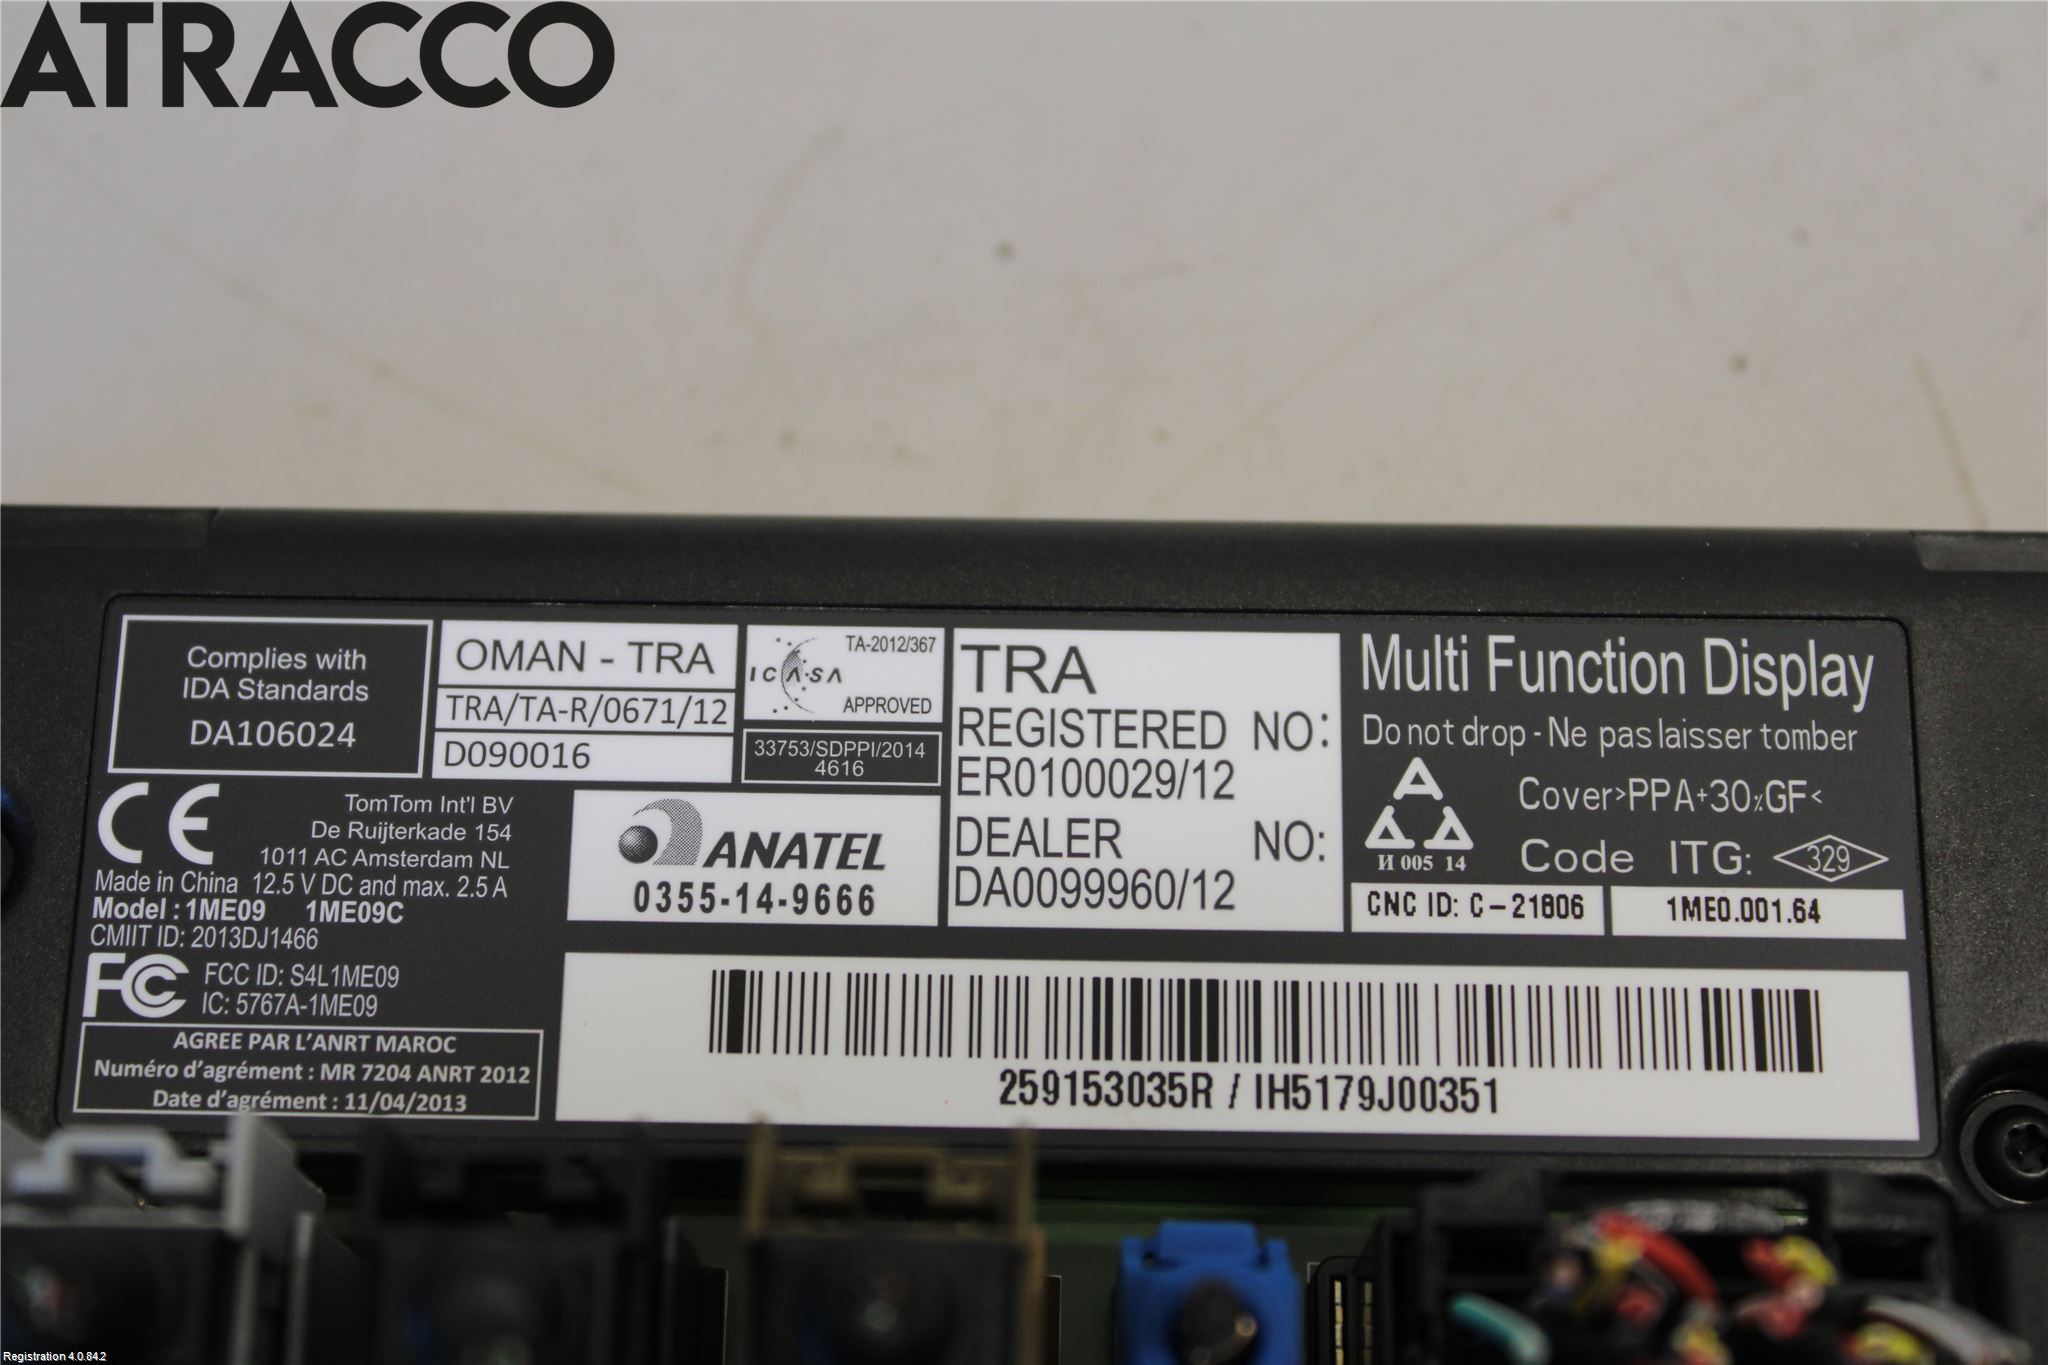 ATRACCO
Complies with
IDA Standards
DA106024
OMAN - TRA
TRA/TA-R/0671/12
D090016
TA-2012/367
ICASA
APPROVED
33753/SDPPI/2014
4616
TRA
REGISTERED NO:
ER0100029/12
DEALER NO:
DA0099960/12
Multi Function Display
Do not drop - Ne pas laisser tomber
Cover>PPA+30%GF<
И 005 14
Code ITG: 329
CNC ID: C-21806
1ME0.001.64
CE
TomTom Int'l BV
De Ruijterkade 154
1011 AC Amsterdam NL
Made in China 12.5 V DC and max. 2.5 A
Model : 1ME09 1ME09C
CMIIT ID: 2013DJ1466
FC
FCC ID: S4L1ME09
IC: 5767A-1ME09
ANATEL
0355-14-9666
AGREE PAR L'ANRT MAROC
Numéro d'agrément : MR 7204 ANRT 2012
Date d'agrément : 11/04/2013
259153035R / IH5179J00351
Registration 4.0.84.2